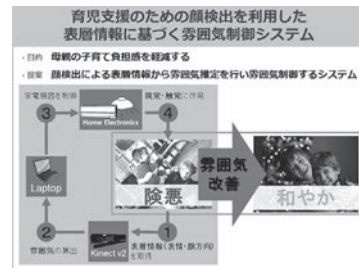 育児支援のための顔検出を利用した
表層情報に基づく雰囲気制御システム
・目的 母親の子育て負担感を軽減する
・提案 顔検出による表層情報から雰囲気推定を行い雰囲気制御するシステム
家電機器を制御
視覚・触覚に作用
3
4
Home Electronics
Laptop
険悪
雰囲気
改善
和やか
2
1
雰囲気の算出
Kinect v2
表層情報(表情・顔方向)
を取得